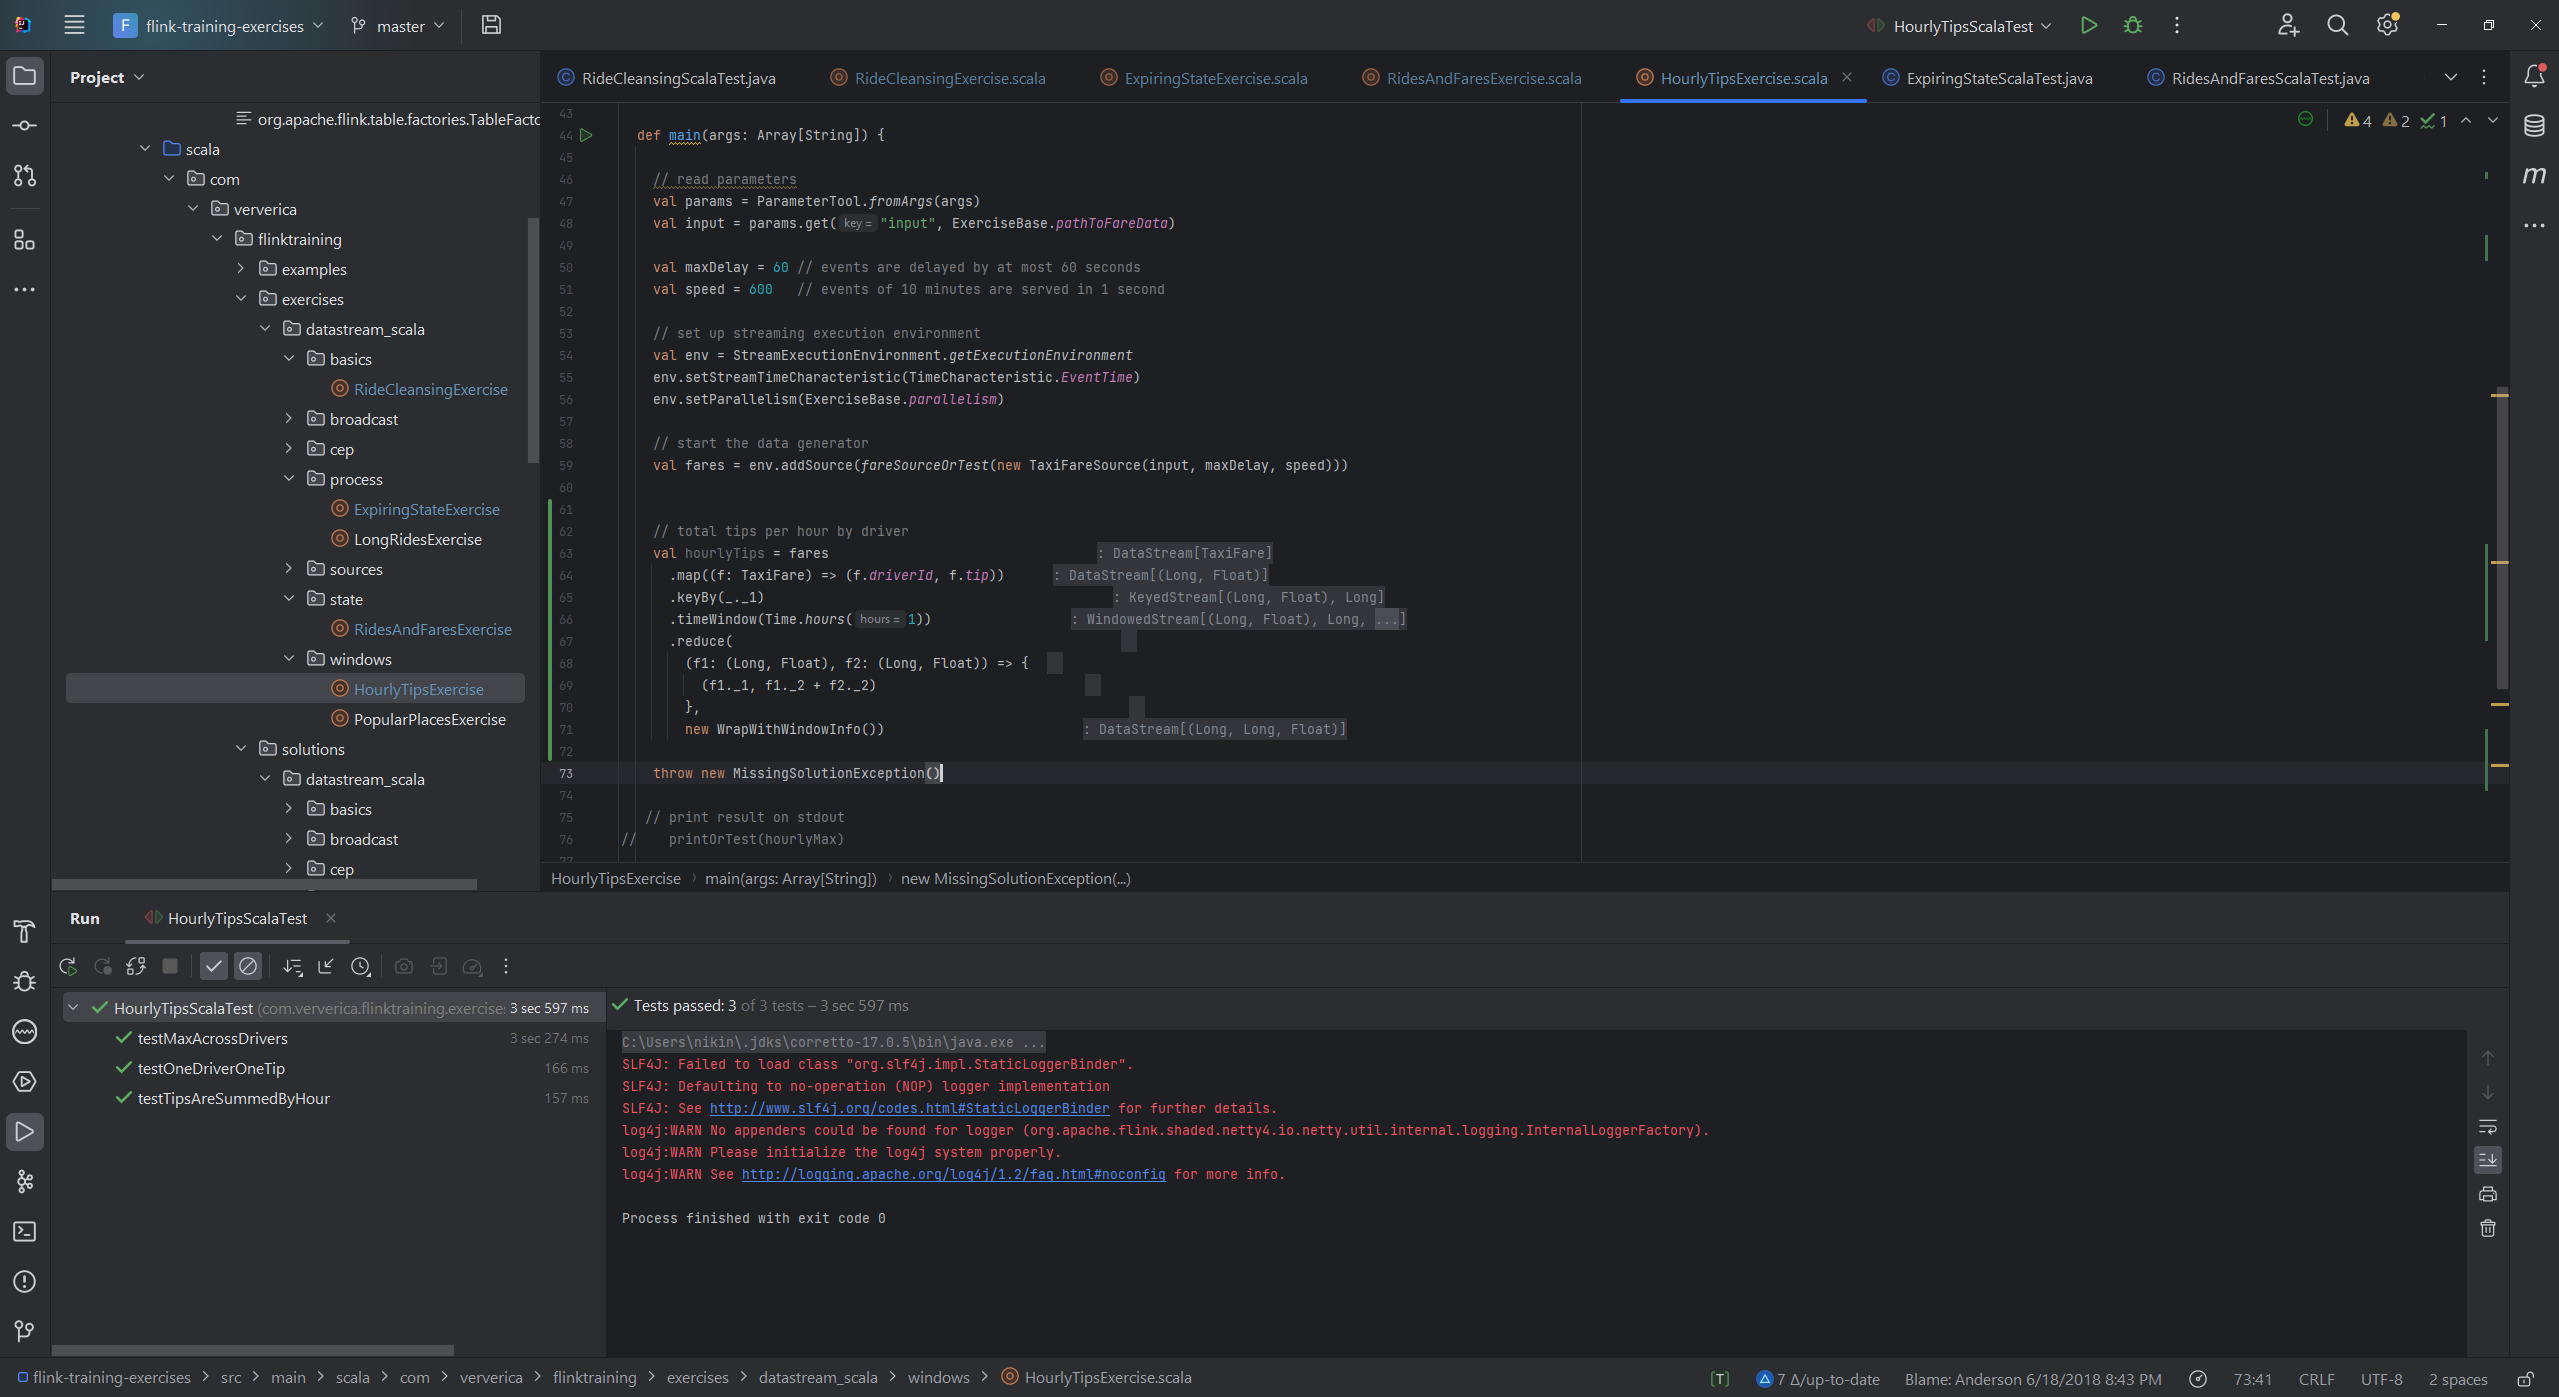 F flink-training-exercises master HourlyTipsScalaTest
Project
org.apache.flink.table.factories.TableFacto
scala
com
ververica
flinktraining
examples
exercises
datastream_scala
basics
RideCleansingExercise
broadcast
cep
process
ExpiringStateExercise
LongRidesExercise
sources
state
RidesAndFaresExercise
windows
HourlyTipsExercise
PopularPlacesExercise
solutions
datastream_scala
basics
broadcast
cep
RideCleansingScalaTest.java RideCleansingExercise.scala ExpiringStateExercise.scala RidesAndFaresExercise.scala HourlyTipsExercise.scala ExpiringStateScalaTest.java RidesAndFaresScalaTest.java
4 2 1
43
44 def main(args: Array[String]) {
45
46 // read parameters
47 val params = ParameterTool.fromArgs(args)
48 val input = params.get( key = "input", ExerciseBase.pathToFareData)
49
50 val maxDelay = 60 // events are delayed by at most 60 seconds
51 val speed = 600 // events of 10 minutes are served in 1 second
52
53 // set up streaming execution environment
54 val env = StreamExecutionEnvironment.getExecutionEnvironment
55 env.setStreamTimeCharacteristic(TimeCharacteristic.EventTime)
56 env.setParallelism(ExerciseBase.parallelism)
57
58 // start the data generator
59 val fares = env.addSource(fareSourceOrTest(new TaxiFareSource(input, maxDelay, speed)))
60
61
62 // total tips per hour by driver
63 val hourlyTips = fares : DataStream[TaxiFare]
64 .map((f: TaxiFare) => (f.driverId, f.tip)) : DataStream[(Long, Float)]
65 .keyBy(_._1) : KeyedStream[(Long, Float), Long]
66 .timeWindow(Time.hours( hours = 1)) : WindowedStream[(Long, Float), Long, ...]
67 .reduce(
68 (f1: (Long, Float), f2: (Long, Float)) => {
69 (f1._1, f1._2 + f2._2)
70 },
71 new WrapWithWindowInfo()) : DataStream[(Long, Long, Float)]
72
73 throw new MissingSolutionException()
74
75 // print result on stdout
76 // printOrTest(hourlyMax)
77
HourlyTipsExercise main(args: Array[String]) new MissingSolutionException(...)
Run HourlyTipsScalaTest
HourlyTipsScalaTest (com.ververica.flinktraining.exercise: 3 sec 597 ms
testMaxAcrossDrivers 3 sec 274 ms
testOneDriverOneTip 166 ms
testTipsAreSummedByHour 157 ms
Tests passed: 3 of 3 tests – 3 sec 597 ms
C:\Users\nikin\.jdks\corretto-17.0.5\bin\java.exe ...
SLF4J: Failed to load class "org.slf4j.impl.StaticLoggerBinder".
SLF4J: Defaulting to no-operation (NOP) logger implementation
SLF4J: See http://www.slf4j.org/codes.html#StaticLoggerBinder for further details.
log4j:WARN No appenders could be found for logger (org.apache.flink.shaded.netty4.io.netty.util.internal.logging.InternalLoggerFactory).
log4j:WARN Please initialize the log4j system properly.
log4j:WARN See http://logging.apache.org/log4j/1.2/faq.html#noconfig for more info.
Process finished with exit code 0
flink-training-exercises src main scala com ververica flinktraining exercises datastream_scala windows HourlyTipsExercise.scala [T] 7 Δ/up-to-date Blame: Anderson 6/18/2018 8:43 PM 73:41 CRLF UTF-8 2 spaces